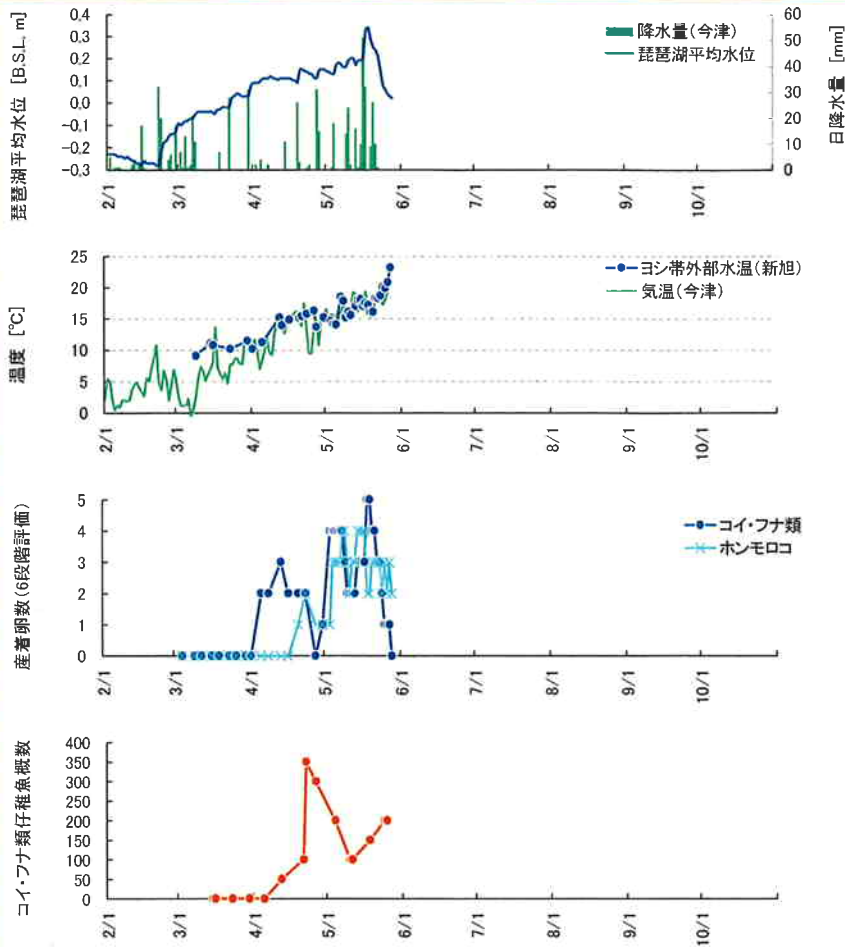 琵琶湖平均水位 [B.S.L, m]
0.4
0.3
0.2
0.1
0.0
-0.1
-0.2
-0.3
60
50
40
30
20
10
0
日降水量 [mm]
降水量(今津)
琵琶湖平均水位
2/1 3/1 4/1 5/1 6/1 7/1 8/1 9/1 10/1
温度 [℃]
25
20
15
10
5
0
ヨシ帯外部水温(新旭)
気温(今津)
2/1 3/1 4/1 5/1 6/1 7/1 8/1 9/1 10/1
産着卵数(6段階評価)
5
4
3
2
1
0
コイ・フナ類
ホンモロコ
2/1 3/1 4/1 5/1 6/1 7/1 8/1 9/1 10/1
コイ・フナ類仔稚魚概数
400
350
300
250
200
150
100
50
0
2/1 3/1 4/1 5/1 6/1 7/1 8/1 9/1 10/1